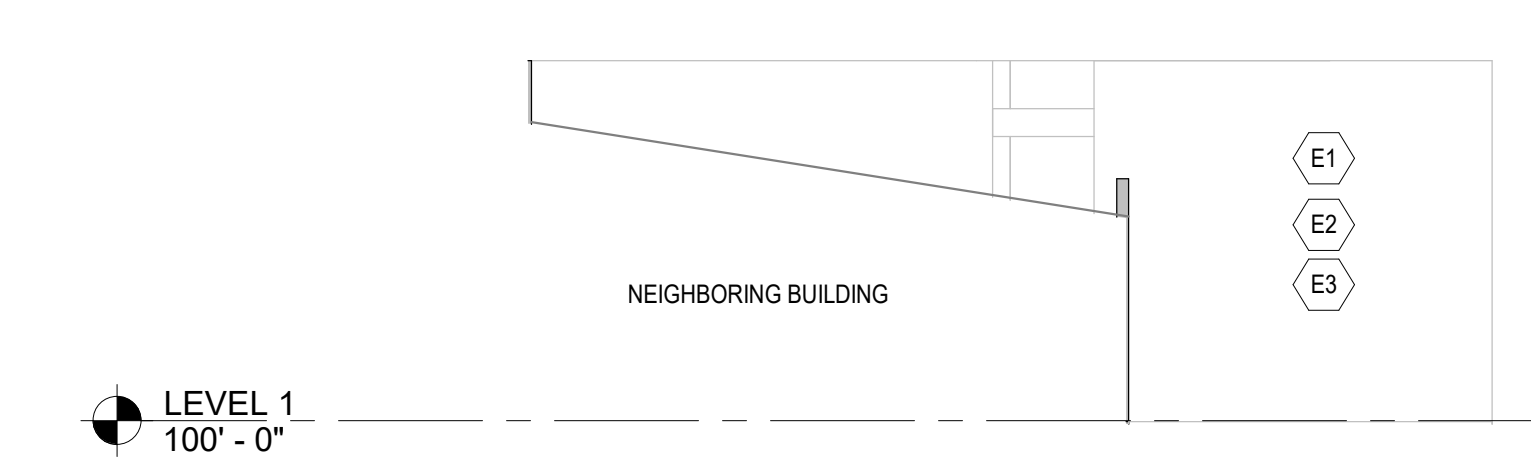 E1
E2
E3
NEIGHBORING BUILDING
LEVEL 1
100' - 0"